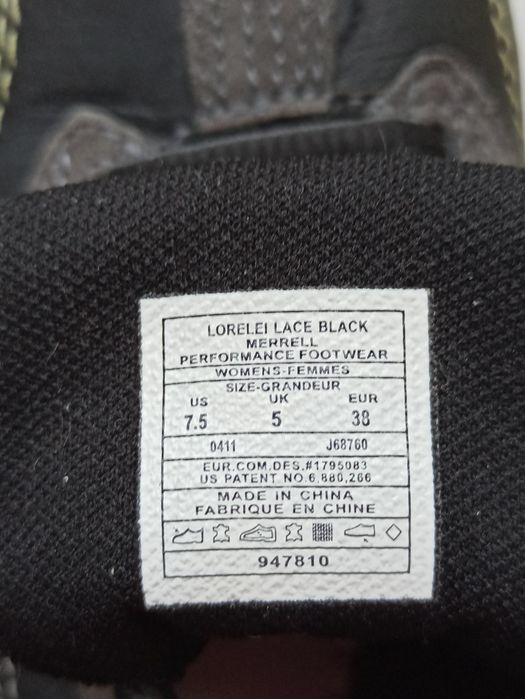 LORELEI LACE BLACK
MERRELL
PERFORMANCE FOOTWEAR
WOMENS-FEMMES
SIZE-GRANDEUR
US UK EUR
7.5 5 38
0411 J68760
EUR.COM.DES.#1795083
US PATENT NO.6,880,266
MADE IN CHINA
FABRIQUE EN CHINE
947810